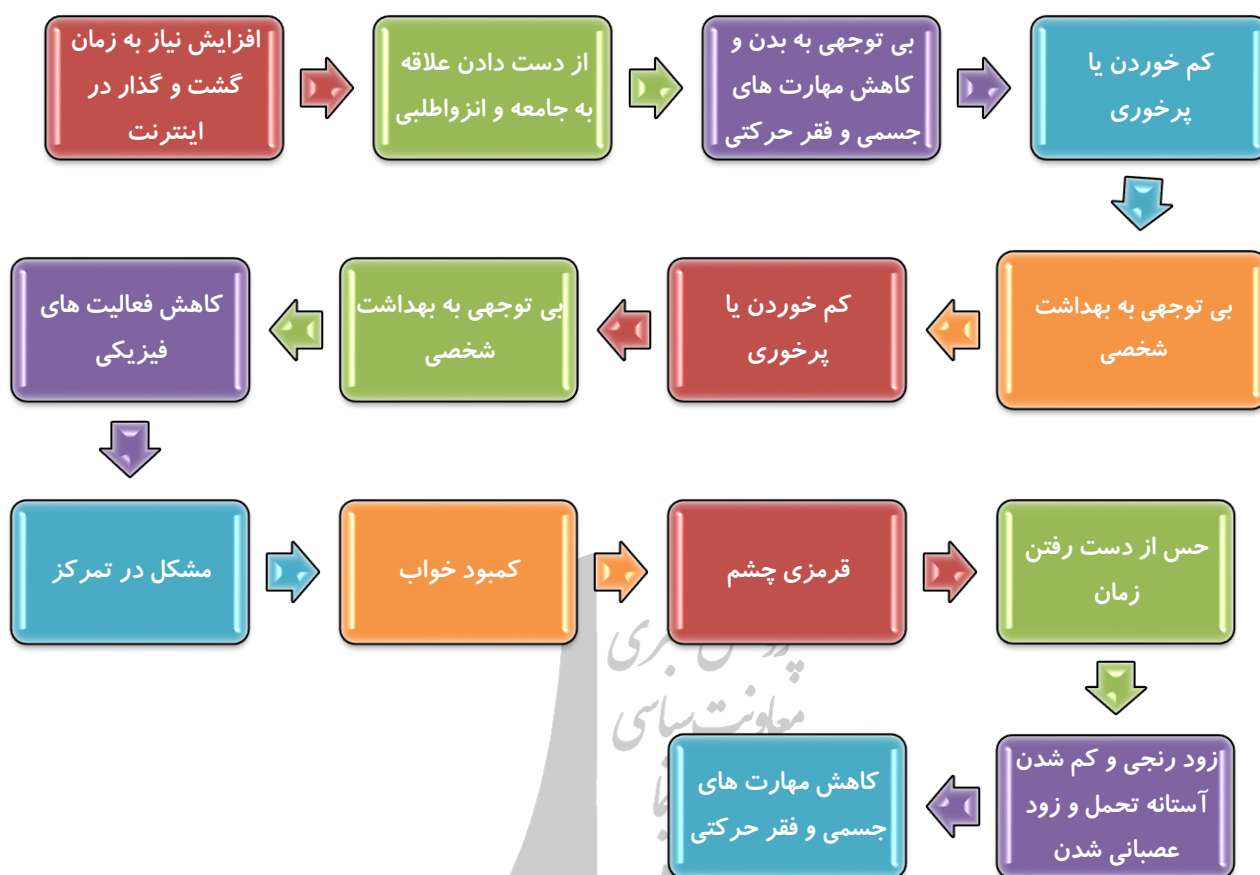 افزایش نیاز به زمان
گشت و گذار در
اینترنت
از دست دادن علاقه
به جامعه و انزواطلبی
بی توجهی به بدن و
کاهش مهارت های
جسمی و فقر حرکتی
کم خوردن یا
پرخوری
بی توجهی به بهداشت
شخصی
کم خوردن یا
پرخوری
بی توجهی به بهداشت
شخصی
کاهش فعالیت های
فیزیکی
مشکل در تمرکز
کمبود خواب
قرمزی چشم
حس از دست رفتن
زمان
زود رنجی و کم شدن
آستانه تحمل و زود
عصبانی شدن
کاهش مهارت های
جسمی و فقر حرکتی
معاونت سیاسی